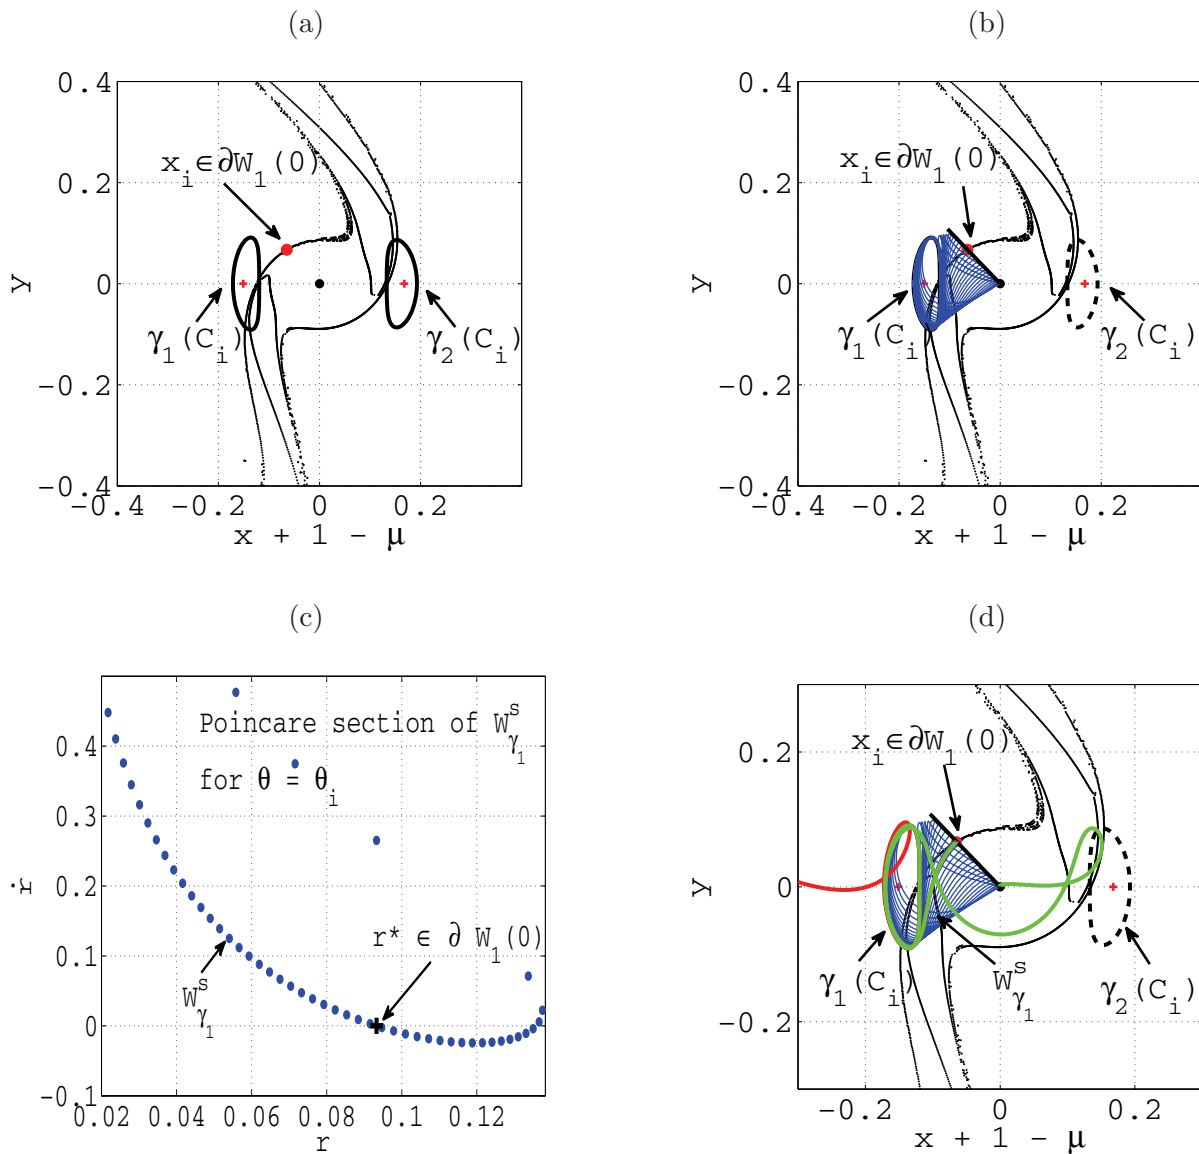 (a)
0.4
0.2
0
-0.2
-0.4
y
x_i∈∂W_1(0)
γ_1(C_i)
γ_2(C_i)
-0.4 -0.2 0 0.2
x + 1 - μ
(b)
0.4
0.2
0
-0.2
-0.4
y
x_i∈∂W_1(0)
γ_1(C_i
γ_2(C_i)
-0.4 -0.2 0 0.2
x + 1 - μ
(c)
0.4
0.3
0.2
0.1
0
-0.1
ṙ
Poincare section of W^s_γ_1
for θ = θ_i
r* ∈ ∂ W_1(0)
W^s_γ_1
0.02 0.04 0.06 0.08 0.1 0.12
r
(d)
0.2
0
-0.2
y
x_i∈∂W_1(0)
γ_1(C_i)
W^s_γ_1
γ_2(C_i)
-0.2 0 0.2
x + 1 - μ